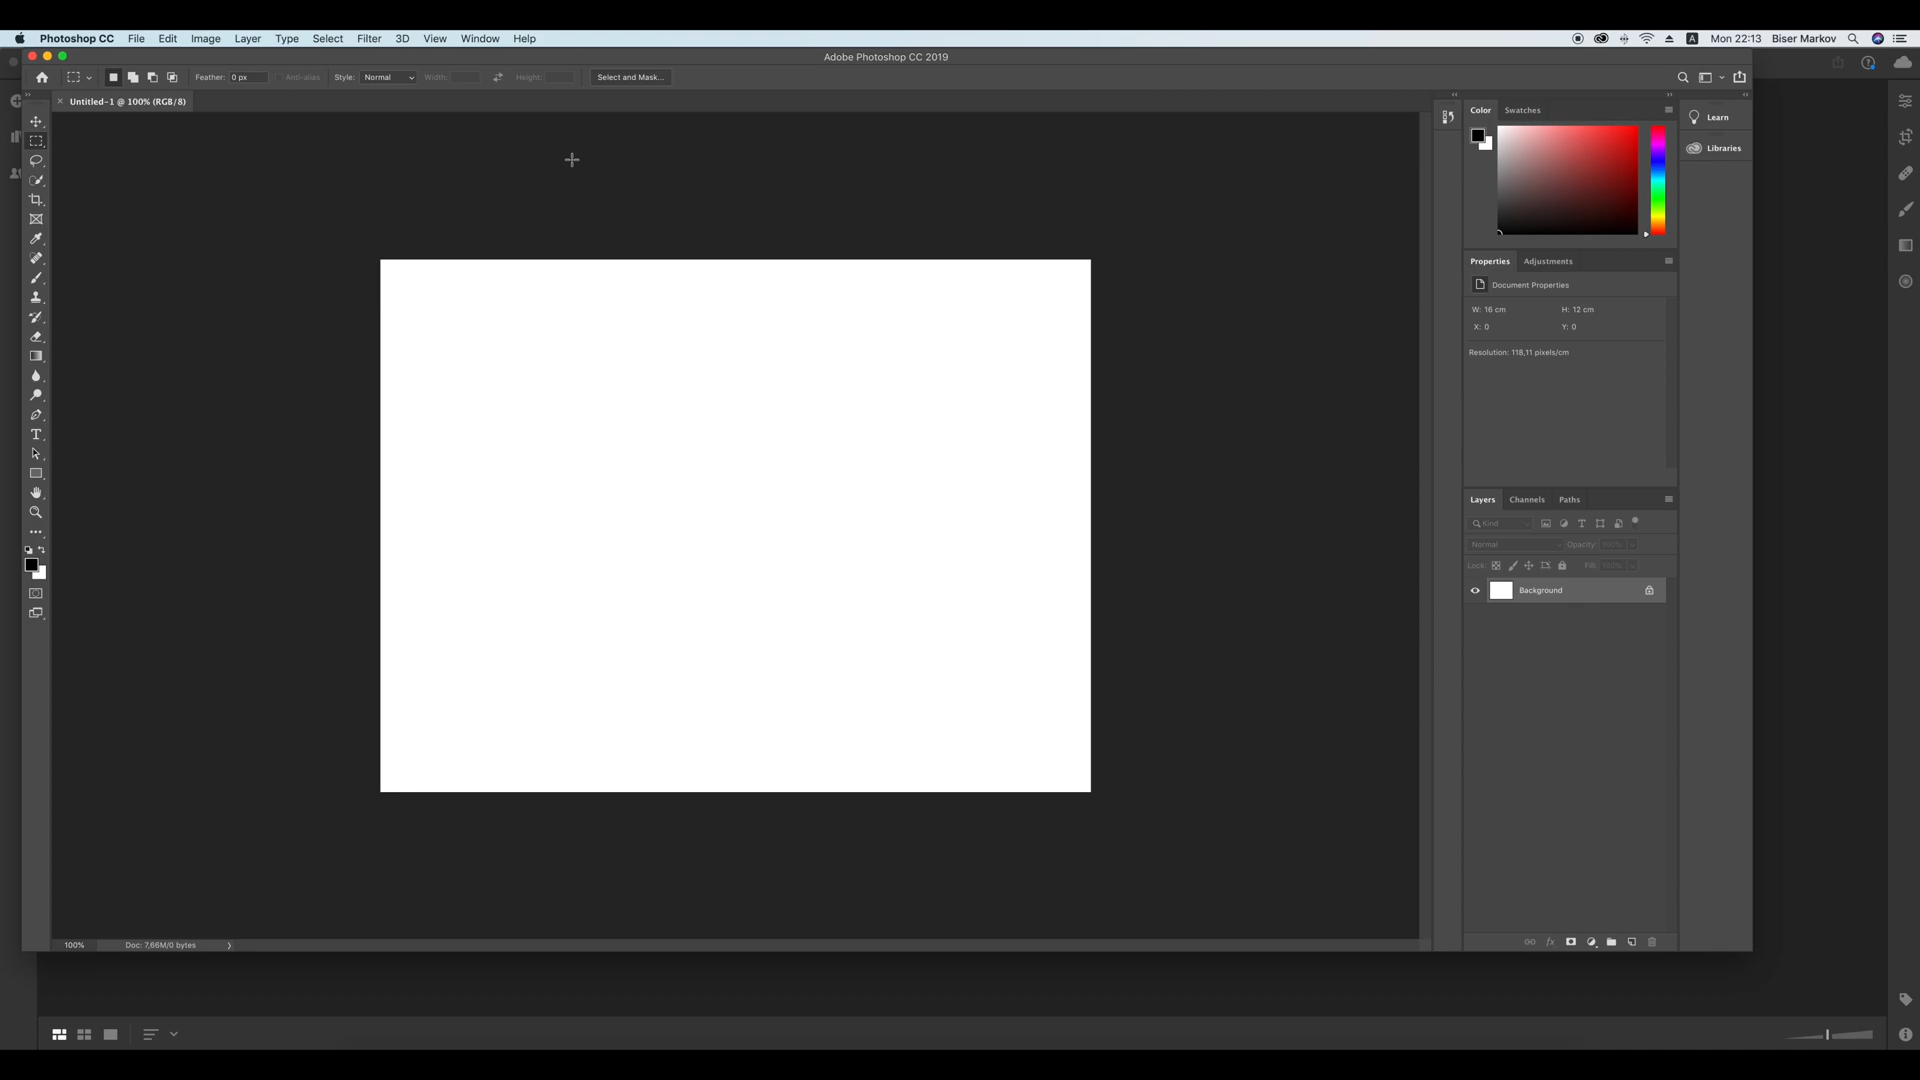 Photoshop CC File Edit Image Layer Type Select Filter 3D View Window Help A Mon 22:13 Biser Markov
Adobe Photoshop CC 2019
Feather: 0 px Anti-alias Style: Normal Width: Height: Select and Mask...
× Untitled-1 @ 100% (RGB/8)
Color Swatches
Learn
Libraries
Properties Adjustments
Document Properties
W: 16 cm H: 12 cm
X: 0 Y: 0
Resolution: 118,11 pixels/cm
T
Layers Channels Paths
Kind T
Normal Opacity: 100%
Lock: Fill: 100%
Background
100% Doc: 7,66M/0 bytes
fx